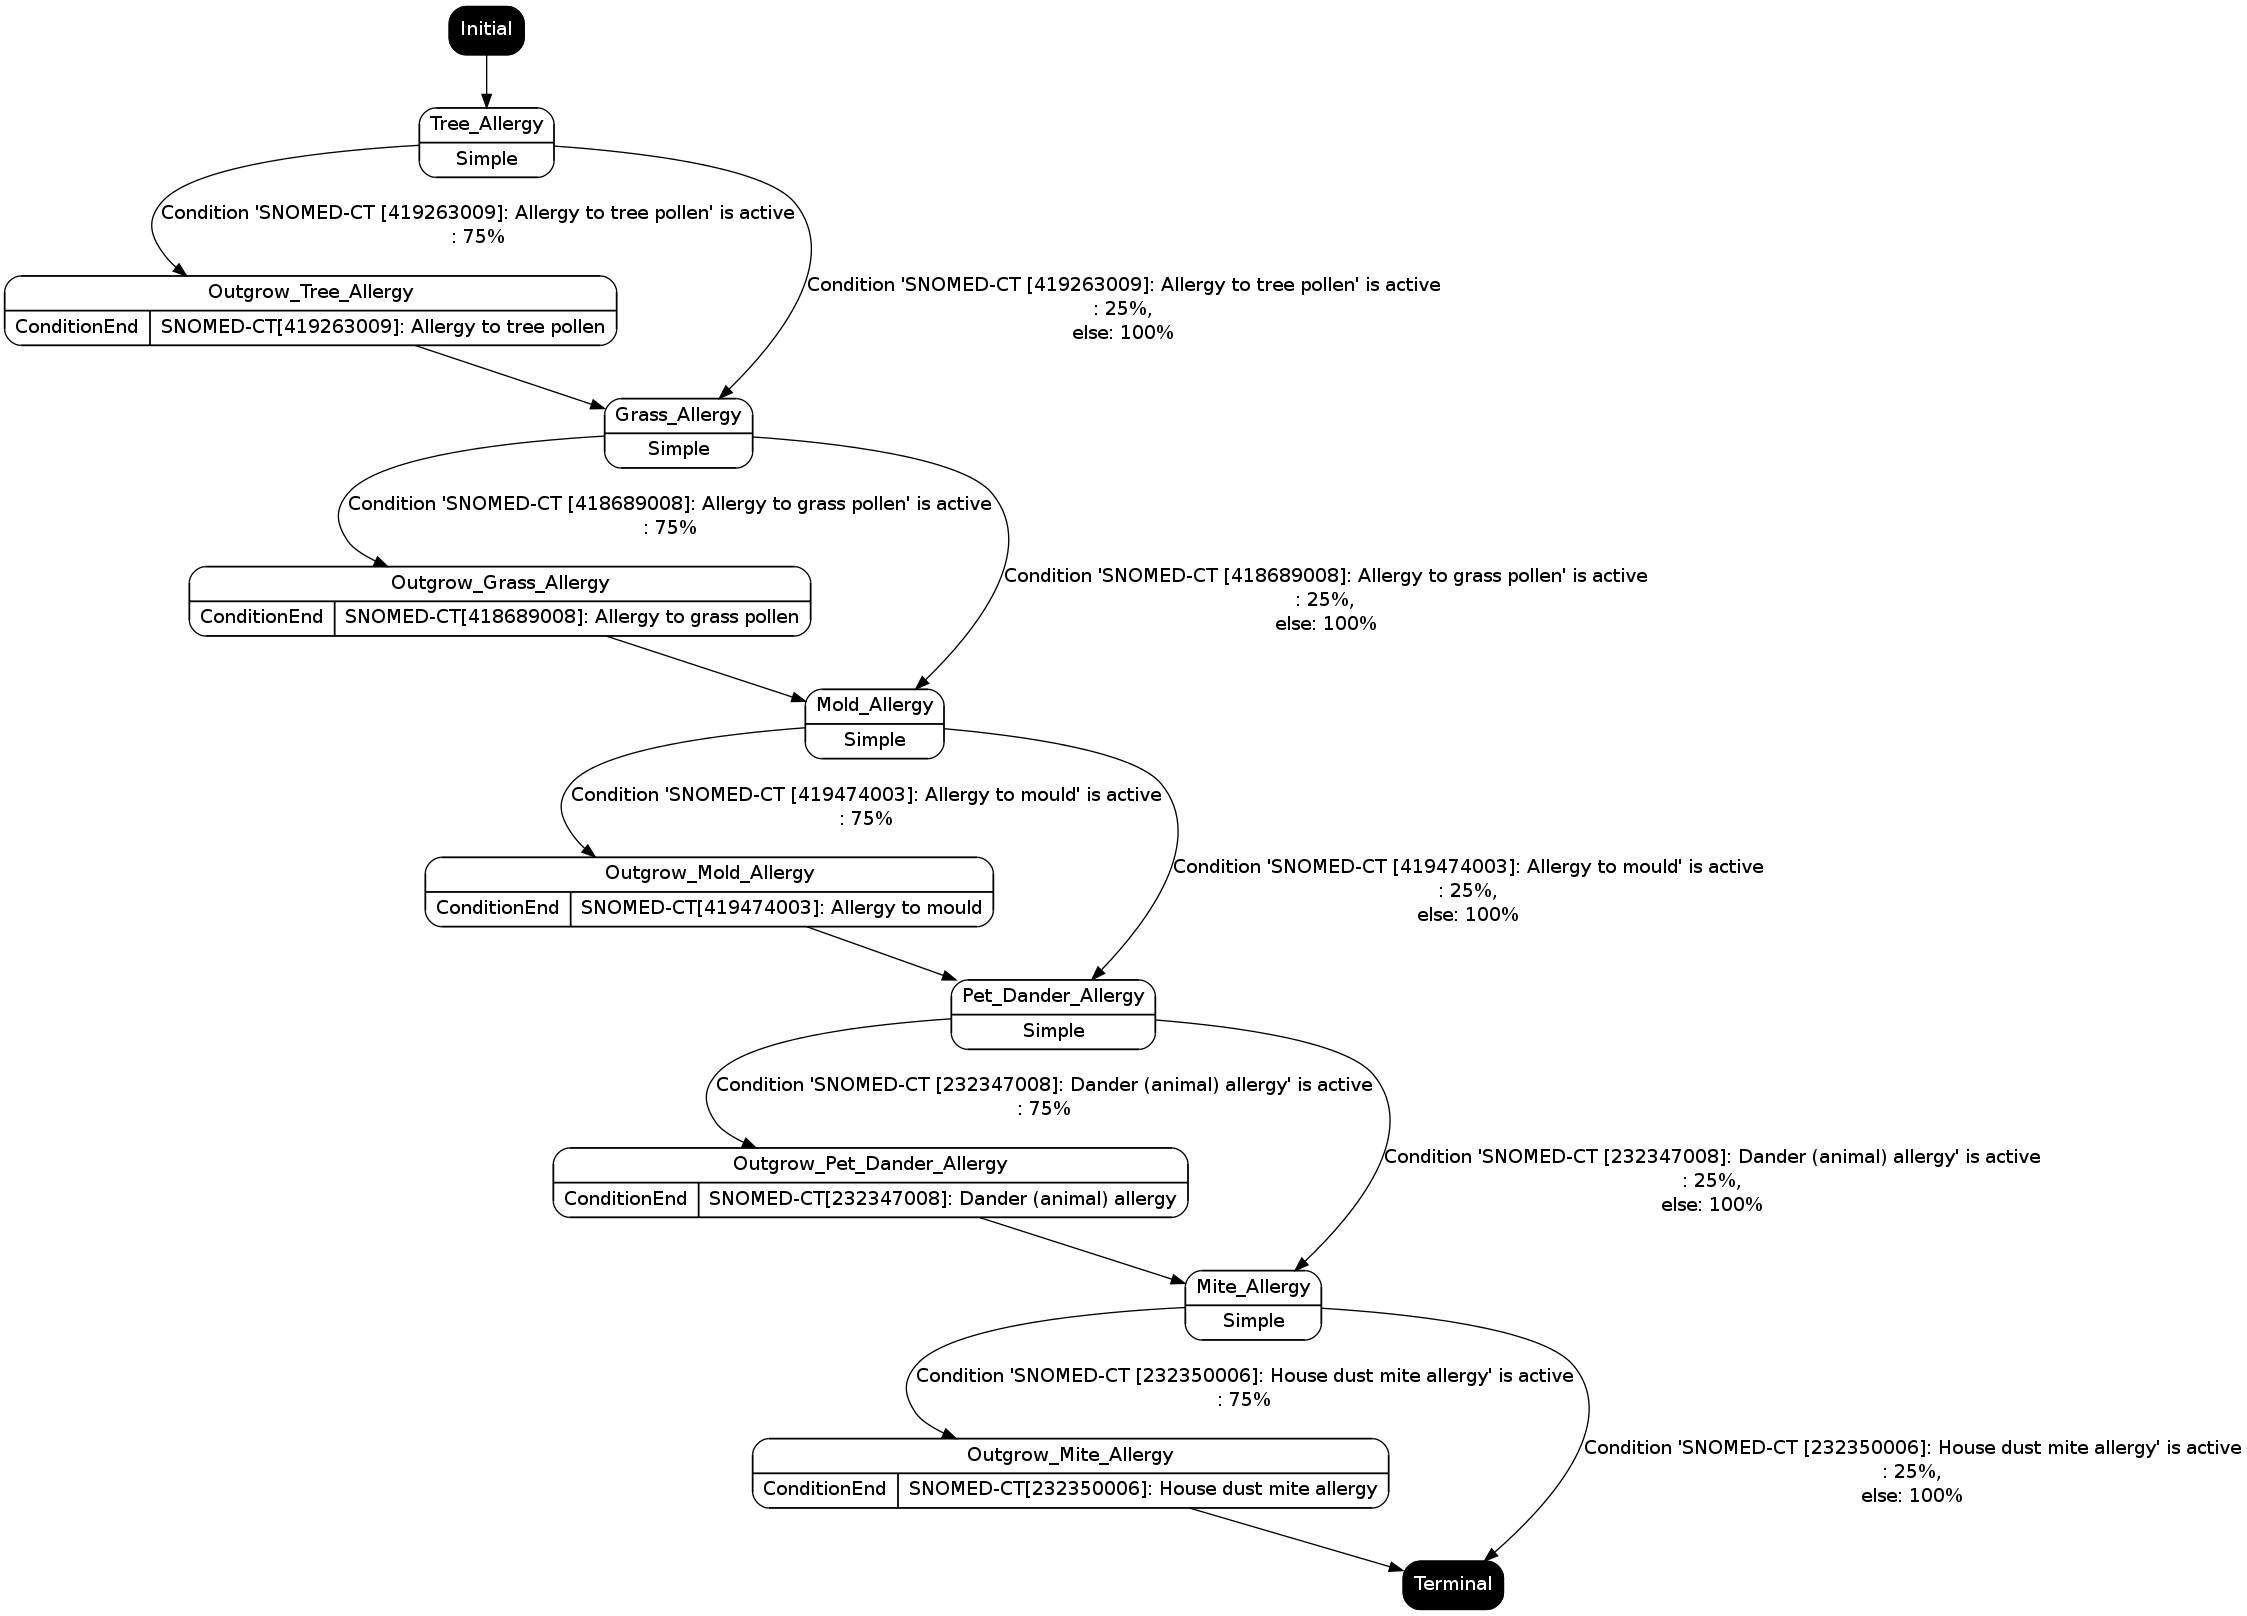 Initial
Tree_Allergy
Simple
Condition 'SNOMED-CT [419263009]: Allergy to tree pollen' is active
: 75%
Condition 'SNOMED-CT [419263009]: Allergy to tree pollen' is active
: 25%,
else: 100%
Outgrow_Tree_Allergy
ConditionEnd
SNOMED-CT[419263009]: Allergy to tree pollen
Grass_Allergy
Simple
Condition 'SNOMED-CT [418689008]: Allergy to grass pollen' is active
: 75%
Condition 'SNOMED-CT [418689008]: Allergy to grass pollen' is active
: 25%,
else: 100%
Outgrow_Grass_Allergy
ConditionEnd
SNOMED-CT[418689008]: Allergy to grass pollen
Mold_Allergy
Simple
Condition 'SNOMED-CT [419474003]: Allergy to mould' is active
: 75%
Condition 'SNOMED-CT [419474003]: Allergy to mould' is active
: 25%,
else: 100%
Outgrow_Mold_Allergy
ConditionEnd
SNOMED-CT[419474003]: Allergy to mould
Pet_Dander_Allergy
Simple
Condition 'SNOMED-CT [232347008]: Dander (animal) allergy' is active
: 75%
Condition 'SNOMED-CT [232347008]: Dander (animal) allergy' is active
: 25%,
else: 100%
Outgrow_Pet_Dander_Allergy
ConditionEnd
SNOMED-CT[232347008]: Dander (animal) allergy
Mite_Allergy
Simple
Condition 'SNOMED-CT [232350006]: House dust mite allergy' is active
: 75%
Condition 'SNOMED-CT [232350006]: House dust mite allergy' is active
: 25%,
else: 100%
Outgrow_Mite_Allergy
ConditionEnd
SNOMED-CT[232350006]: House dust mite allergy
Terminal